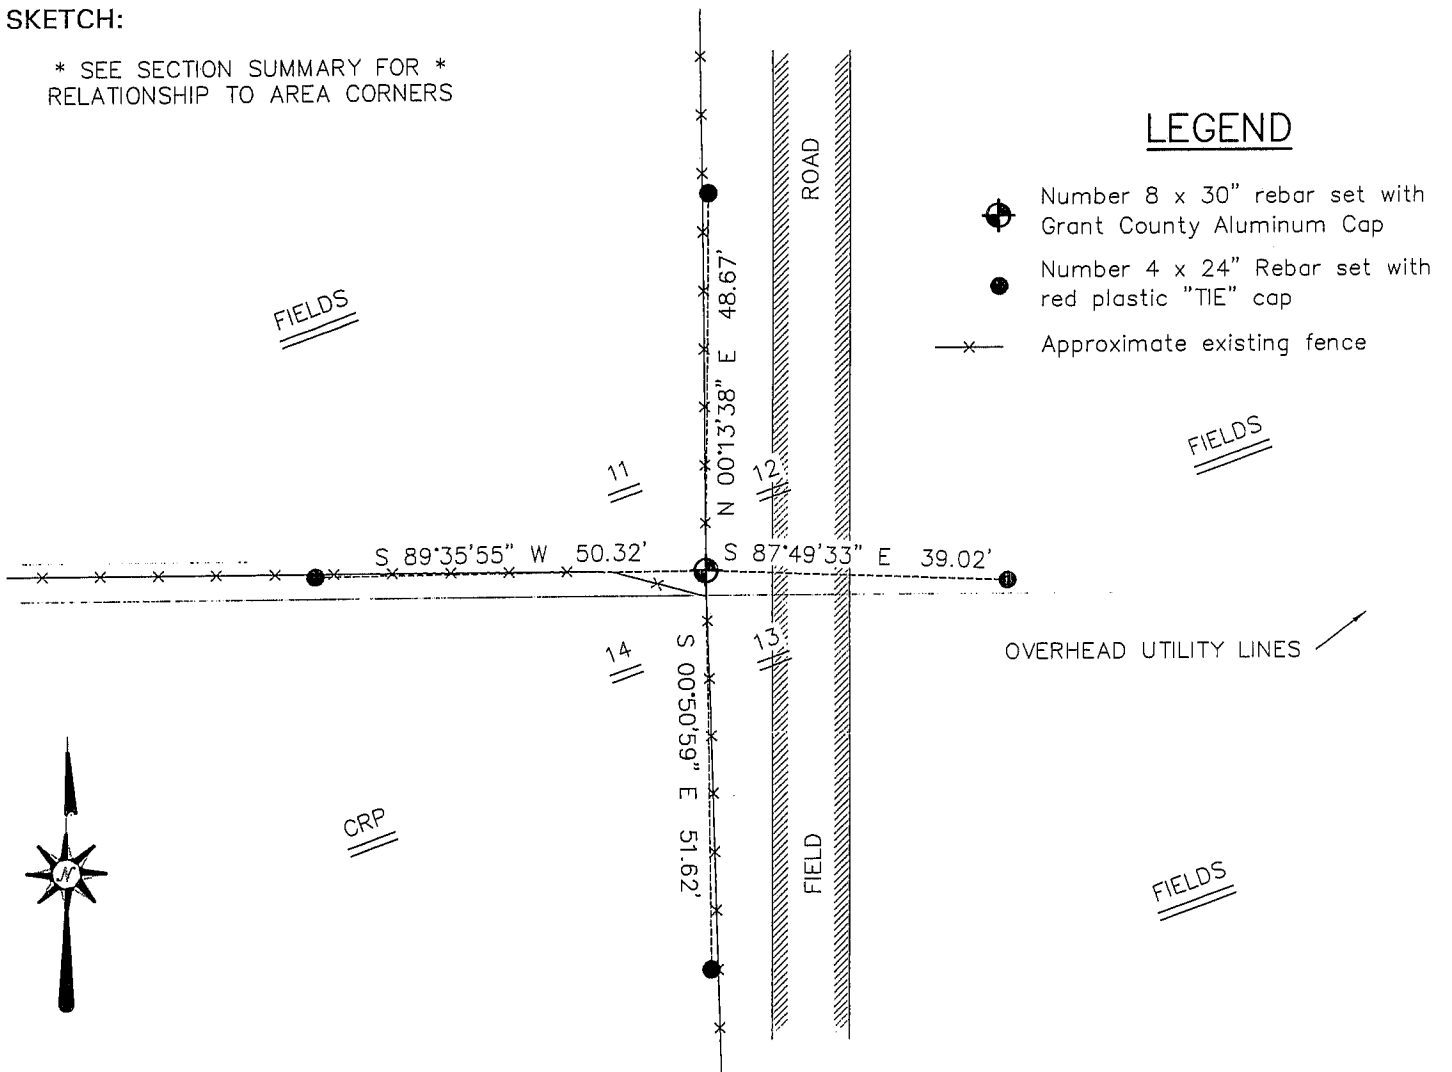 SKETCH:
* SEE SECTION SUMMARY FOR *
RELATIONSHIP TO AREA CORNERS
LEGEND
Number 8 x 30" rebar set with
Grant County Aluminum Cap
Number 4 x 24" Rebar set with
red plastic "TIE" cap
Approximate existing fence
ROAD
FIELDS
N 00°13'38" E 48.67'
FIELDS
11
12
S 89°35'55" W 50.32'
S 87°49'33" E 39.02'
14
13
OVERHEAD UTILITY LINES
S 00°50'59" E 51.62'
CRP
FIELD
FIELDS
N